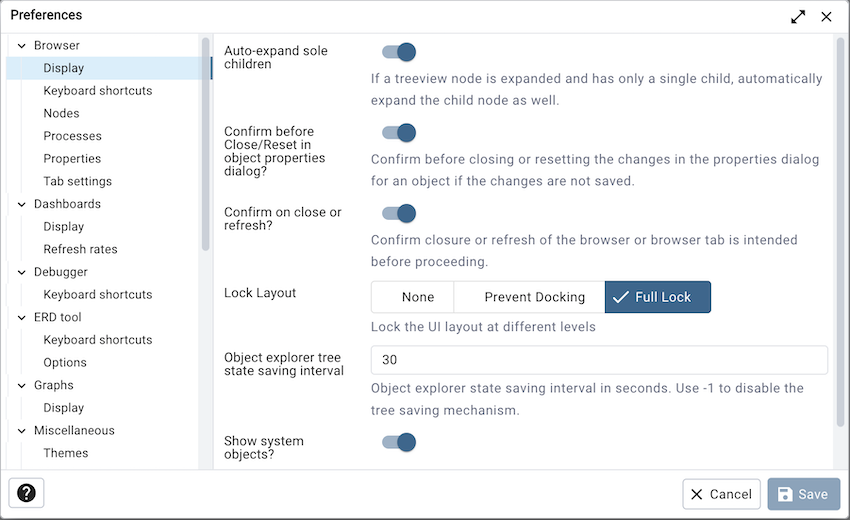 Preferences
Browser
Display
Keyboard shortcuts
Nodes
Processes
Properties
Tab settings
Dashboards
Display
Refresh rates
Debugger
Keyboard shortcuts
ERD tool
Keyboard shortcuts
Options
Graphs
Display
Miscellaneous
Themes
Auto-expand sole
children
If a treeview node is expanded and has only a single child, automatically
expand the child node as well.
Confirm before
Close/Reset in
object properties
dialog?
Confirm before closing or resetting the changes in the properties dialog
for an object if the changes are not saved.
Confirm on close or
refresh?
Confirm closure or refresh of the browser or browser tab is intended
before proceeding.
Lock Layout
None Prevent Docking Full Lock
Lock the UI layout at different levels
Object explorer tree
state saving interval
30
Object explorer state saving interval in seconds. Use -1 to disable the
tree saving mechanism.
Show system
objects?
? Cancel Save